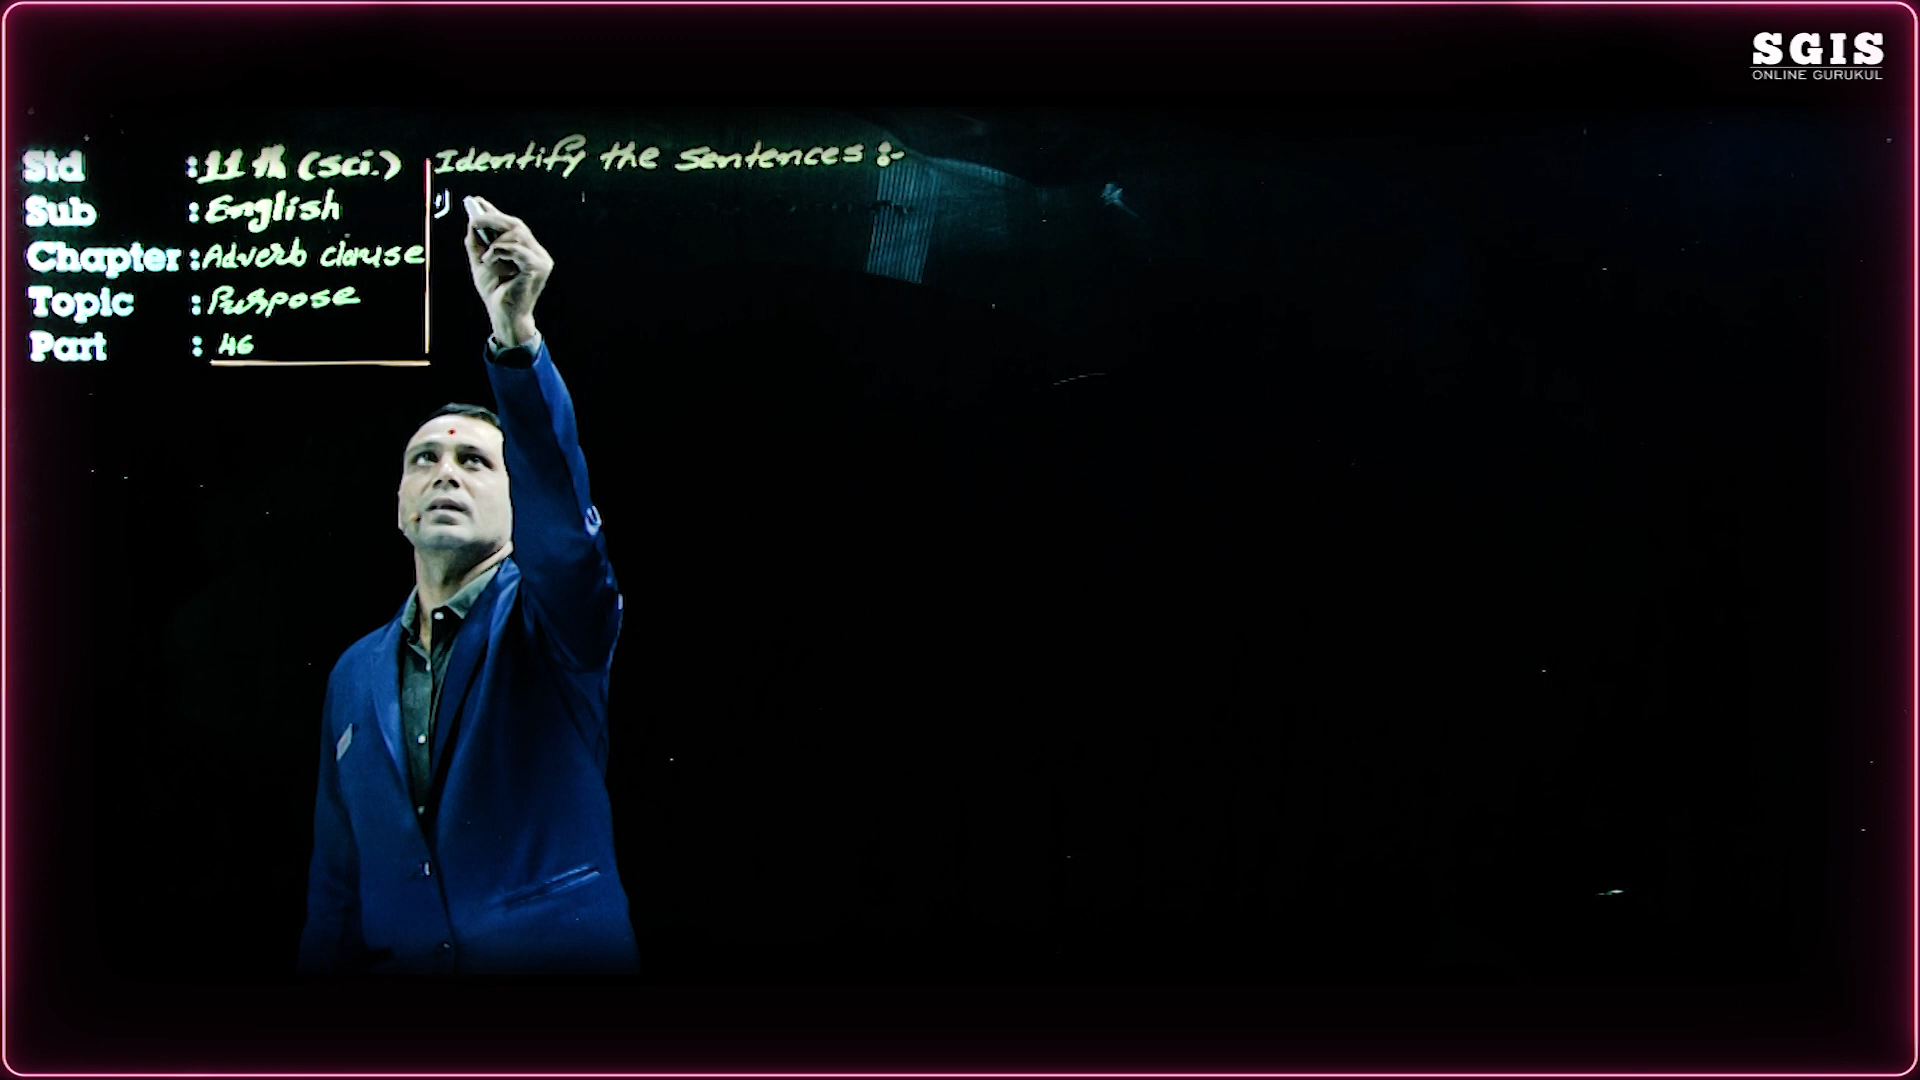 SGIS
ONLINE GURUKUL
Std : 11th (Sci.)
Sub : English
Chapter : Adverb clause
Topic : Purpose
Part : 46
Identify the sentences :-
1)